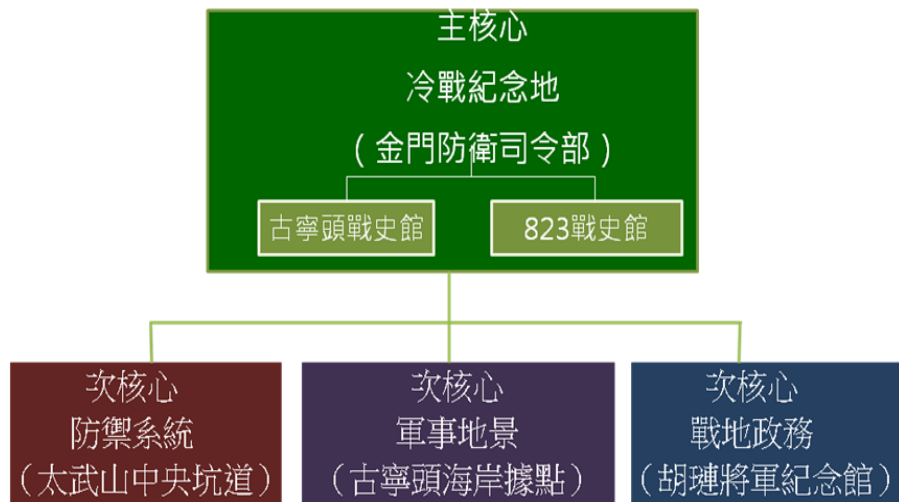 主核心
冷戰紀念地
（金門防衛司令部）
古寧頭戰史館
823戰史館
次核心
防禦系統
（太武山中央坑道）
次核心
軍事地景
（古寧頭海岸據點）
次核心
戰地政務
（胡璉將軍紀念館）